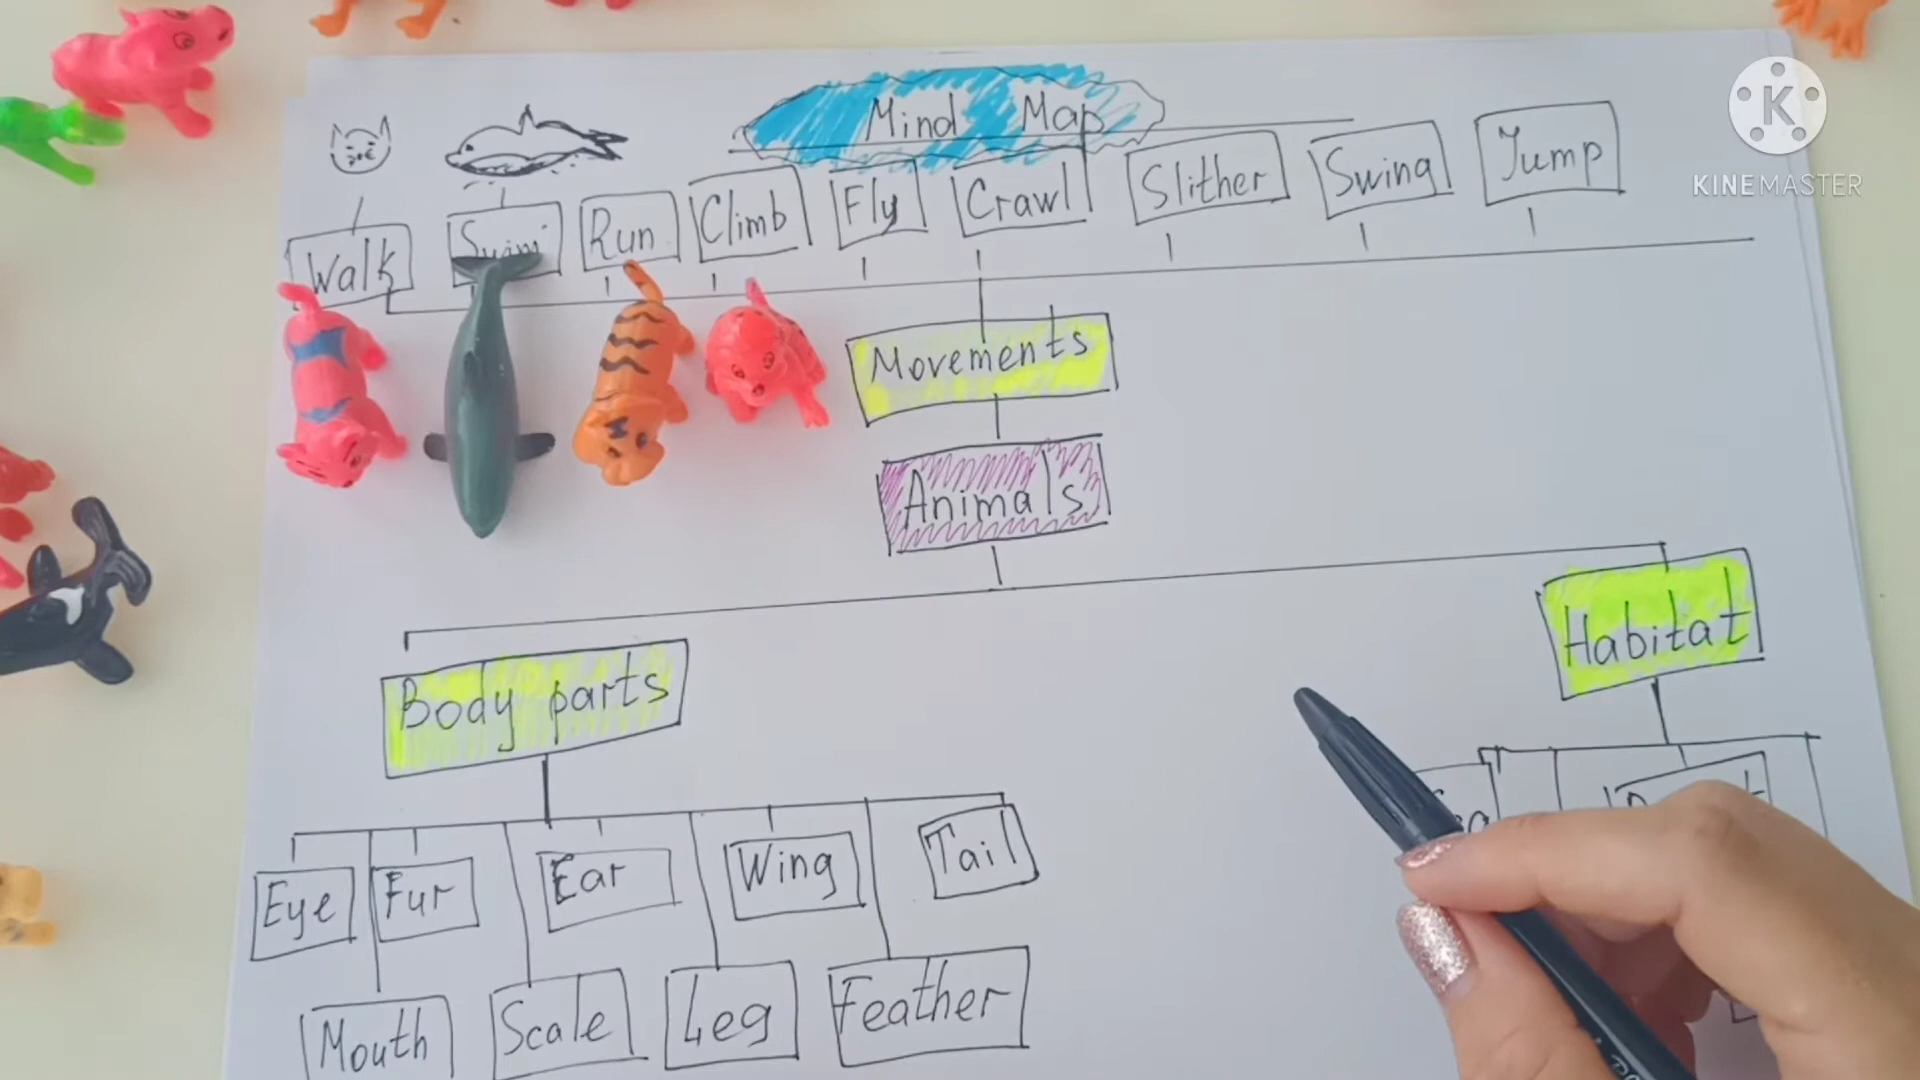 Mind Map
KINEMASTER
Walk Swim Run Climb Fly Crawl Slither Swing Jump
Movements
Animals
Body parts
Habitat
Eye Fur Ear Wing Tail
Mouth Scale Leg Feather